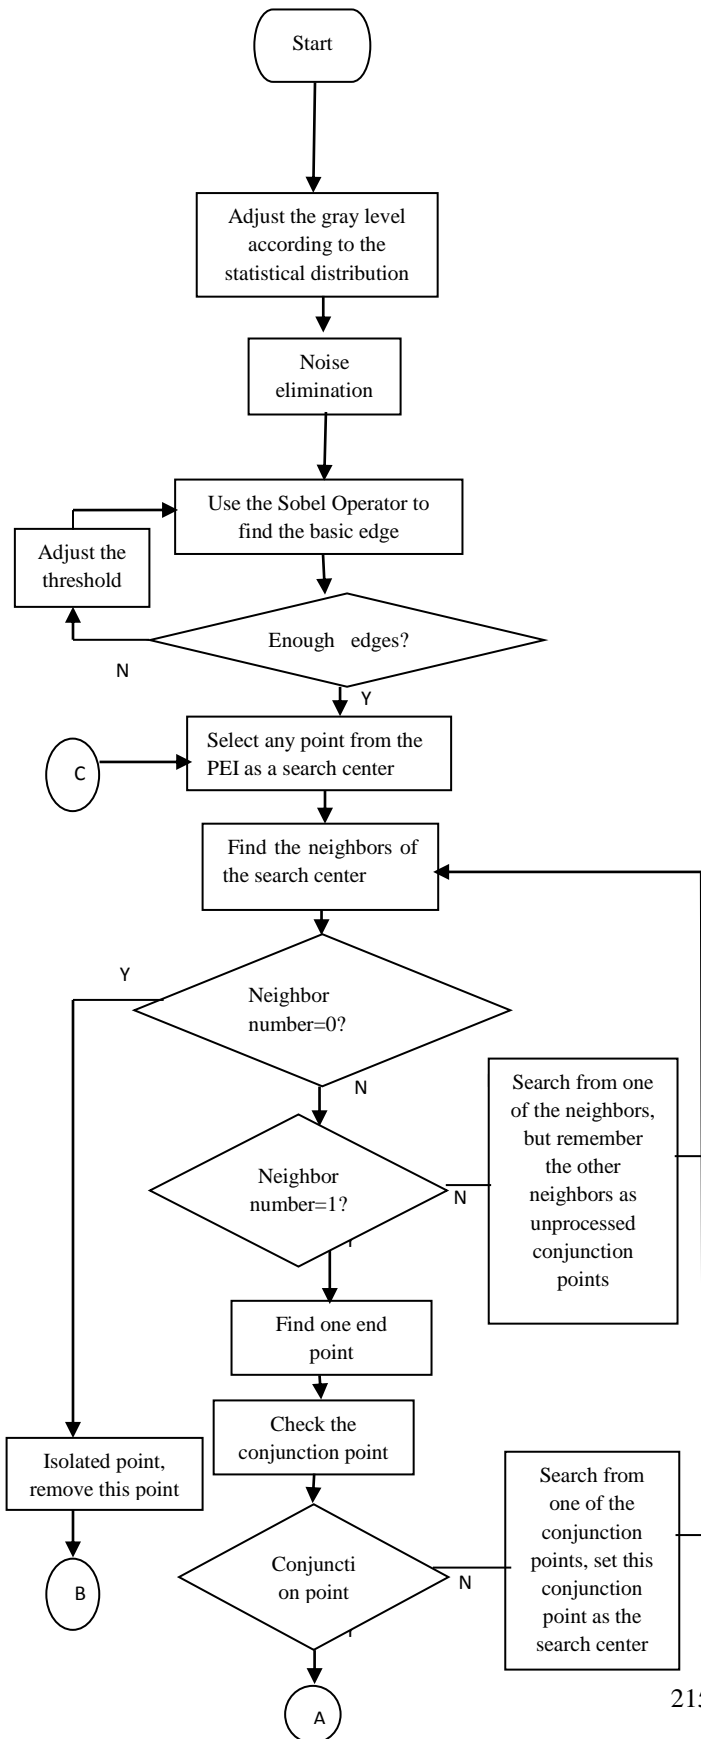 Start
Adjust the gray level
according to the
statistical distribution
Noise
elimination
Use the Sobel Operator to
find the basic edge
Adjust the
threshold
Enough edges?
N
Y
Select any point from the
PEI as a search center
C
Find the neighbors of
the search center
Y
Neighbor
number=0?
N
Search from one
of the neighbors,
but remember
the other
neighbors as
unprocessed
conjunction
points
Neighbor
number=1?
N
Y
Find one end
point
Check the
conjunction point
Isolated point,
remove this point
Search from
one of the
conjunction
points, set this
conjunction
point as the
search center
Conjuncti
on point
N
Y
B
A
215